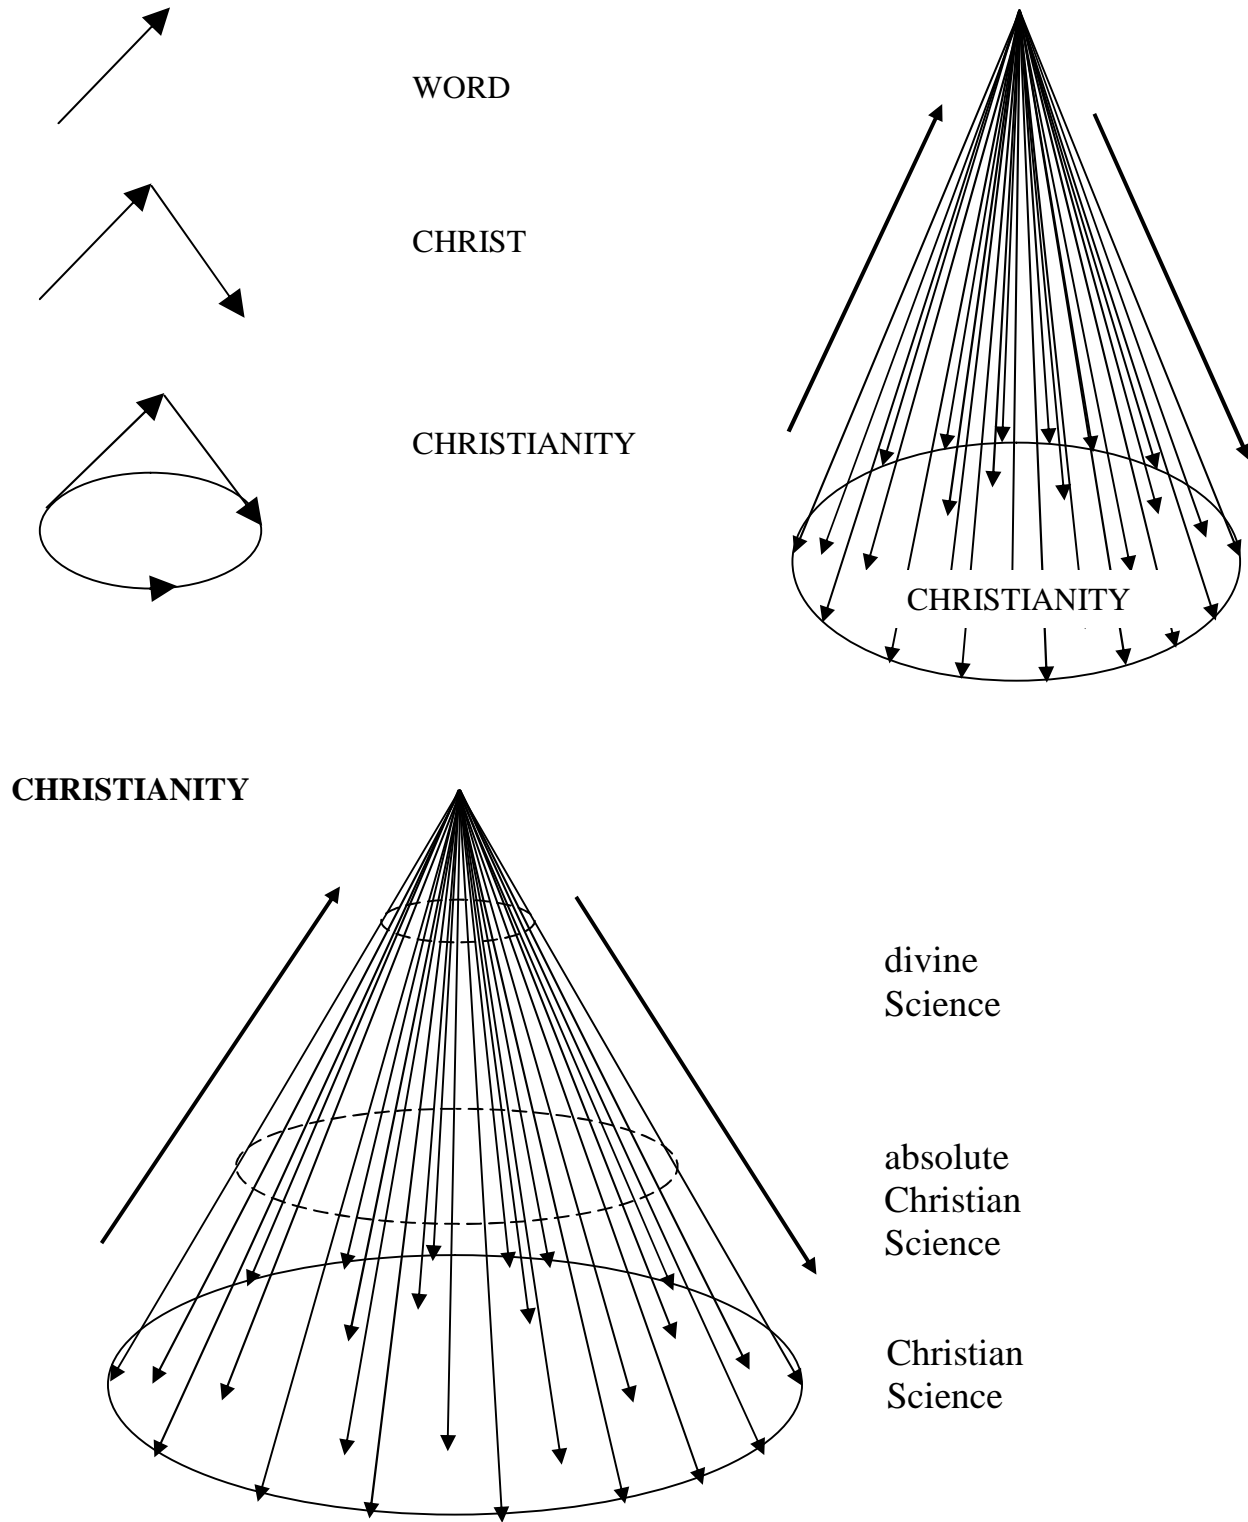 WORD
CHRIST
CHRISTIANITY
CHRISTIANITY
CHRISTIANITY
divine
Science
absolute
Christian
Science
Christian
Science